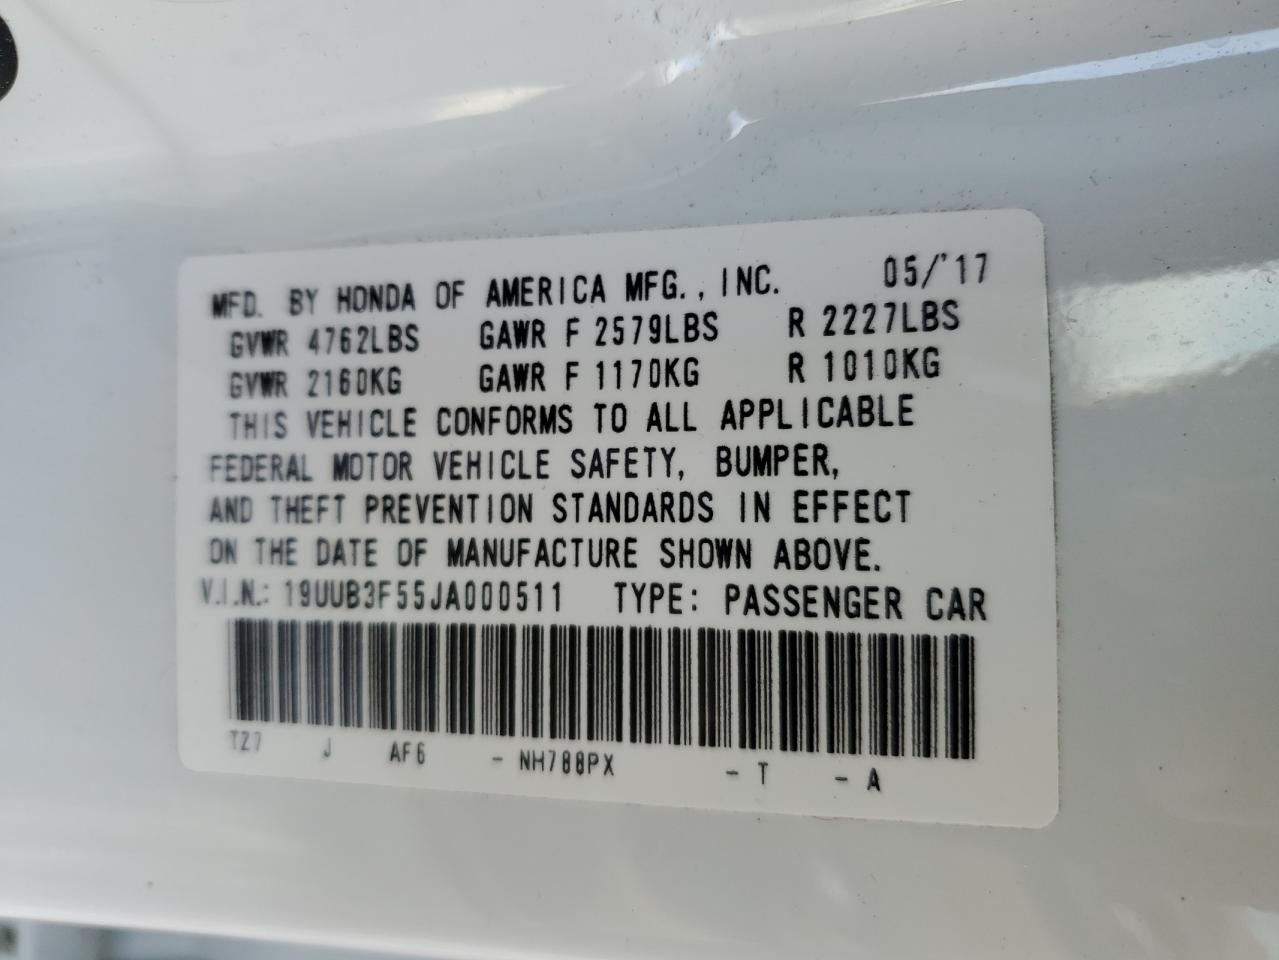 MFD. BY HONDA OF AMERICA MFG., INC. 05/'17
GVWR 4762LBS GAWR F 2579LBS R 2227LBS
GVWR 2160KG GAWR F 1170KG R 1010KG
THIS VEHICLE CONFORMS TO ALL APPLICABLE
FEDERAL MOTOR VEHICLE SAFETY, BUMPER,
AND THEFT PREVENTION STANDARDS IN EFFECT
ON THE DATE OF MANUFACTURE SHOWN ABOVE.
V.I.N.: 19UUB3F55JA000511 TYPE: PASSENGER CAR
TZ7 J AF6 - NH788PX - T - A